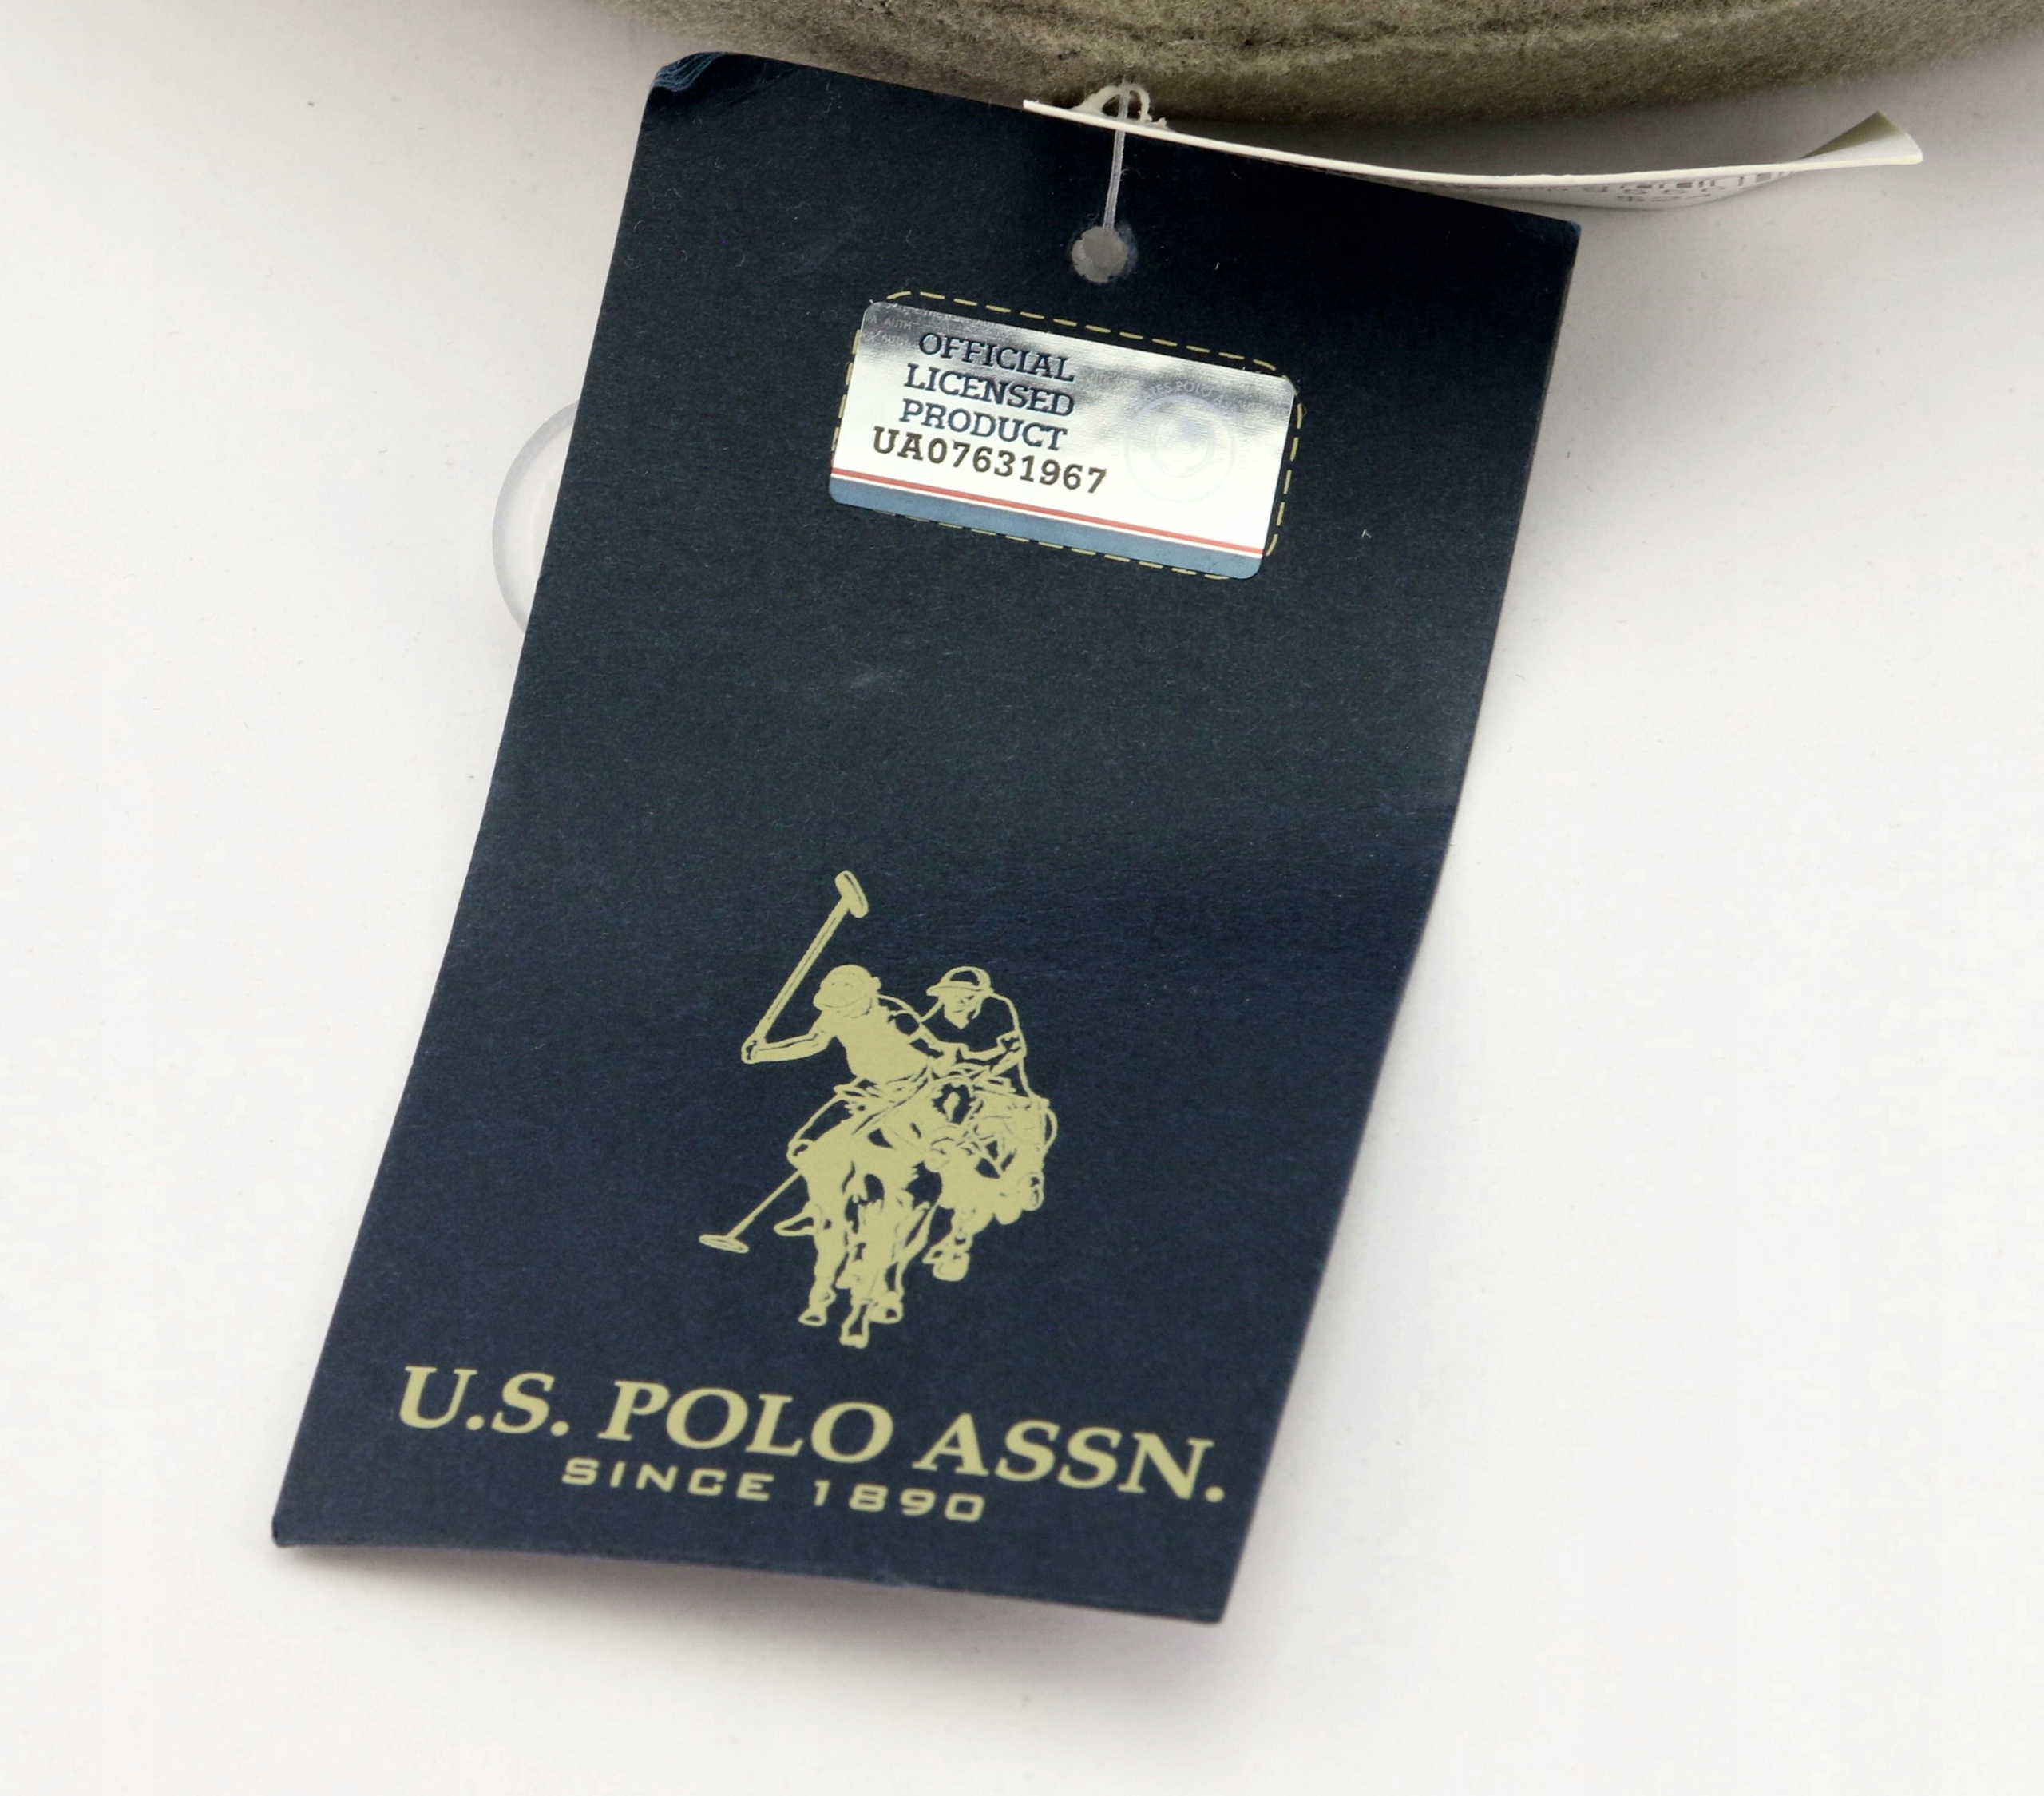 OFFICIAL
LICENSED
PRODUCT
UA07631967
U.S. POLO ASSN.
SINCE 1890